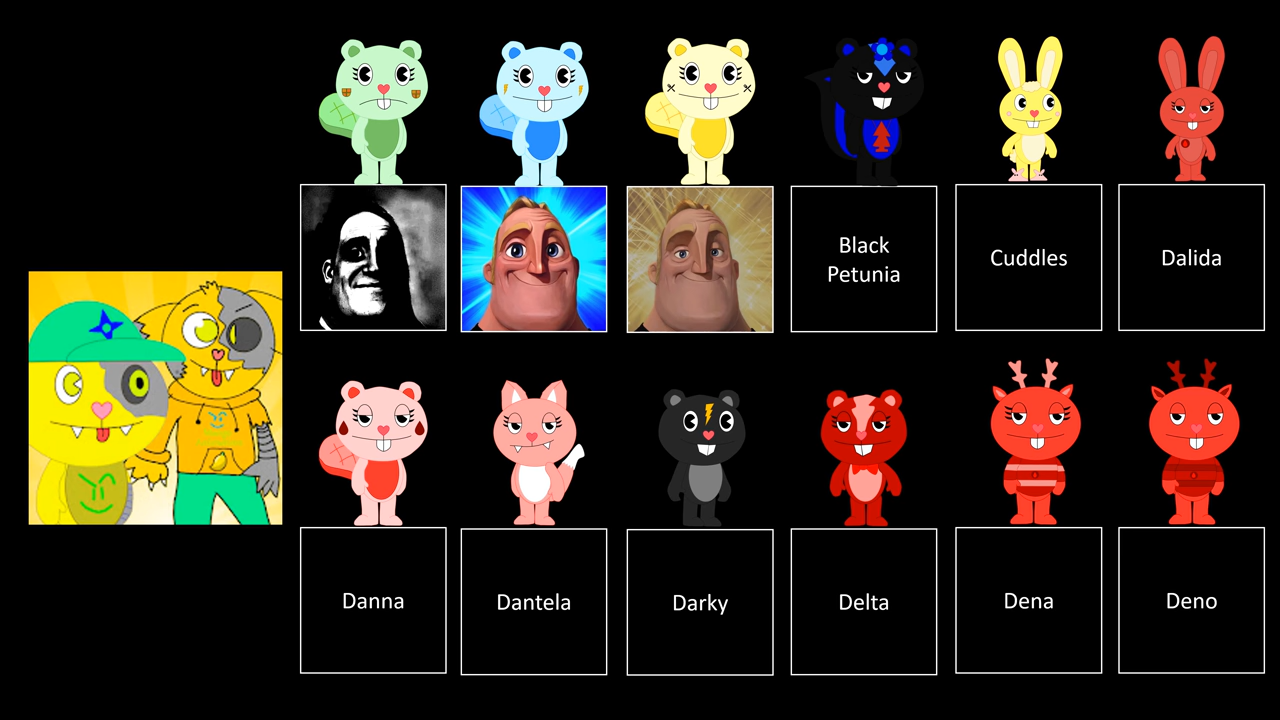 Black
Petunia
Cuddles
Dalida
Danna
Dantela
Darky
Delta
Dena
Deno